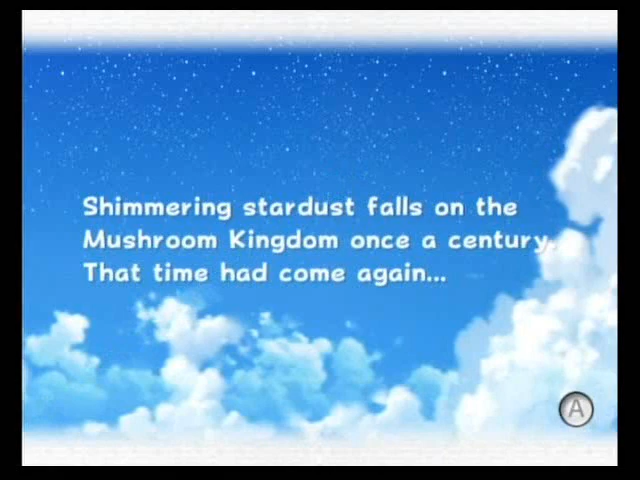 Shimmering stardust falls on the
Mushroom Kingdom once a century.
That time had come again...
A